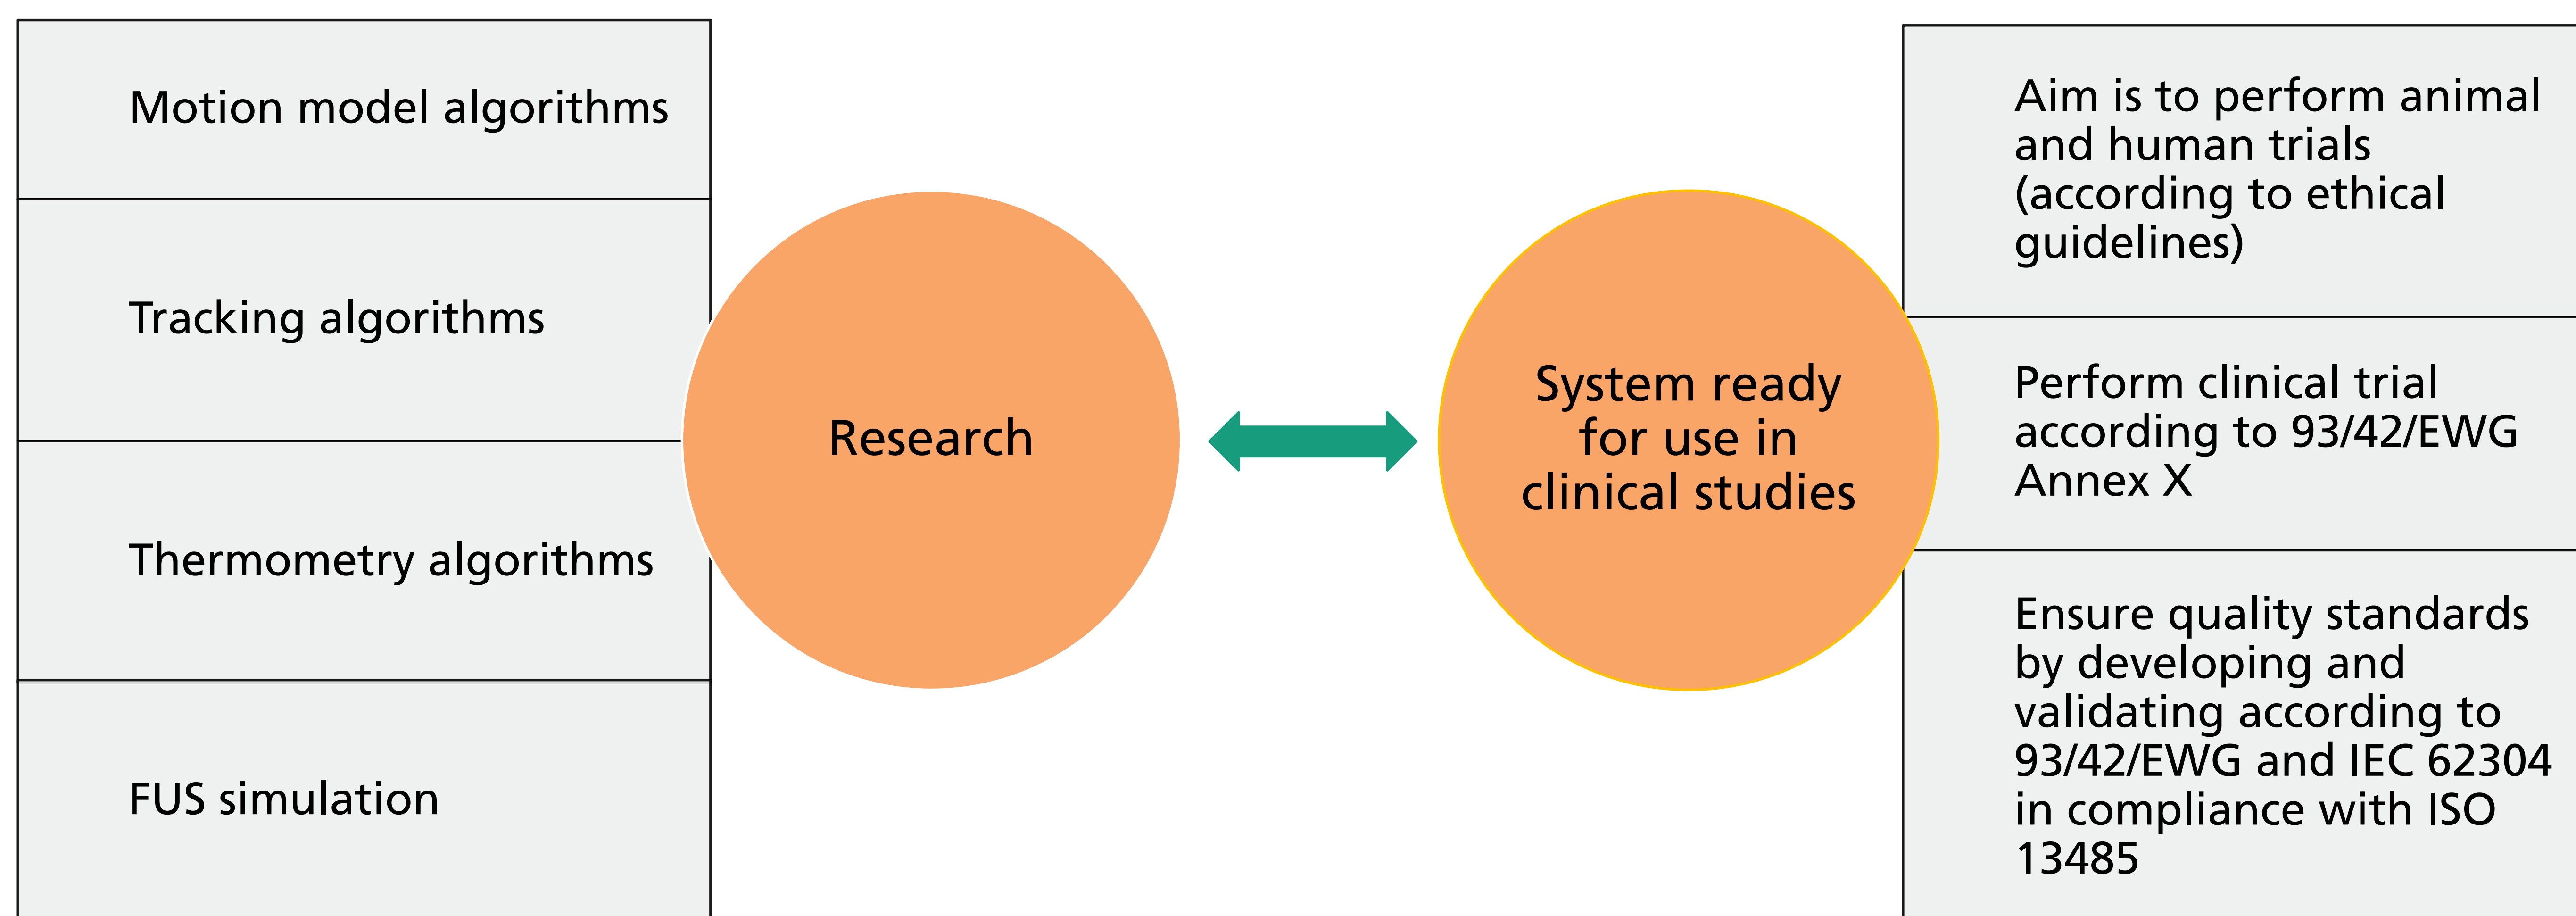 Motion model algorithms
Tracking algorithms
Thermometry algorithms
FUS simulation
Research
System ready
for use in
clinical studies
Aim is to perform animal
and human trials
(according to ethical
guidelines)
Perform clinical trial
according to 93/42/EWG
Annex X
Ensure quality standards
by developing and
validating according to
93/42/EWG and IEC 62304
in compliance with ISO
13485